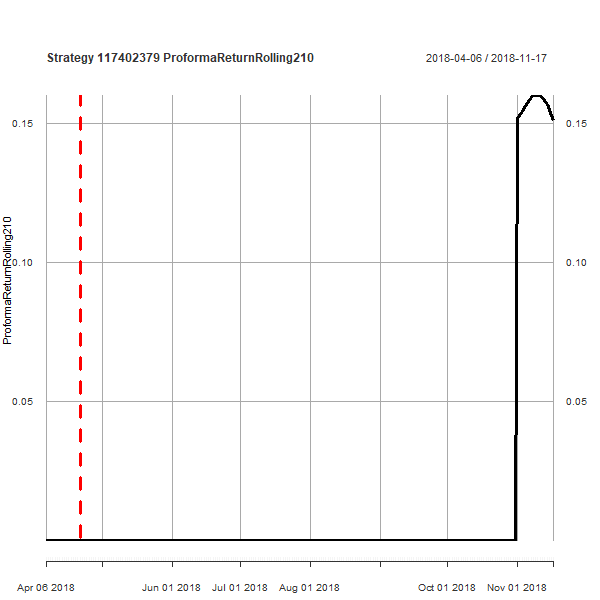 Strategy 117402379 ProformaReturnRolling210
2018-04-06 / 2018-11-17
0.15
0.15
0.10
0.10
ProformaReturnRolling210
0.05
0.05
Apr 06 2018
Jun 01 2018
Jul 01 2018
Aug 01 2018
Oct 01 2018
Nov 01 2018